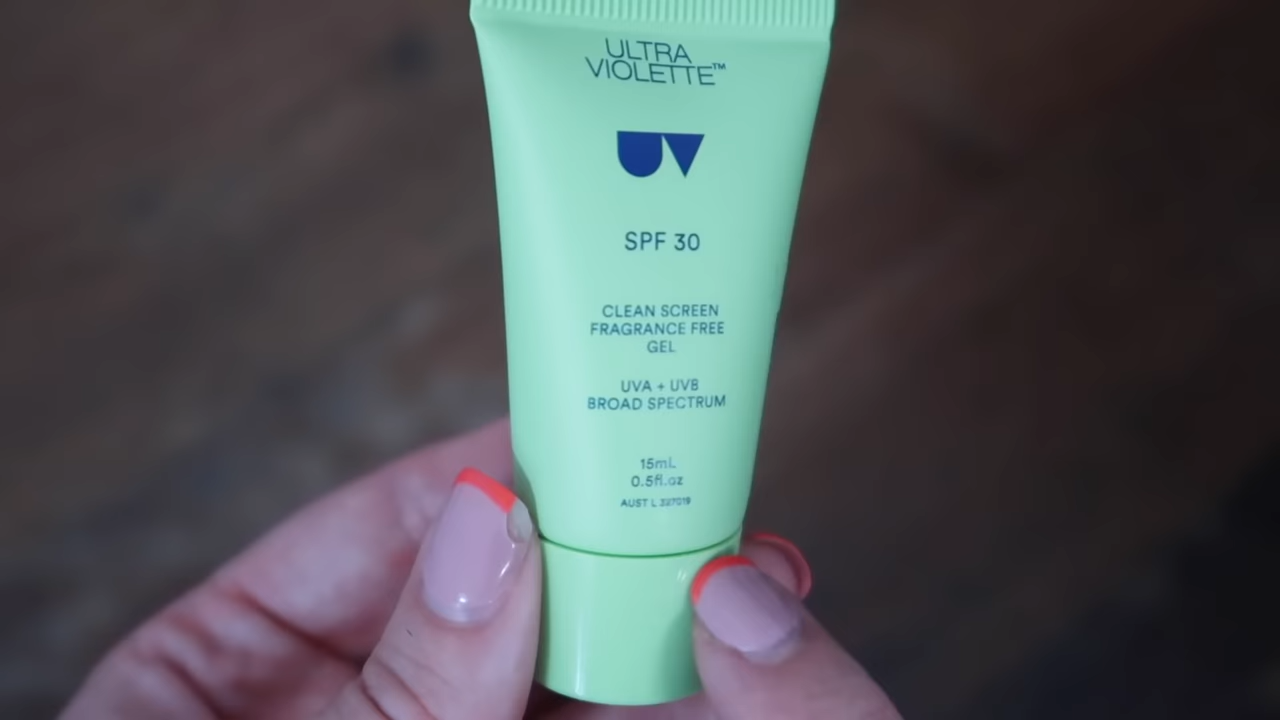 ULTRA
VIOLETTE™
UV
SPF 30
CLEAN SCREEN
FRAGRANCE FREE
GEL
UVA + UVB
BROAD SPECTRUM
15mL
0.5fl.oz
AUST L